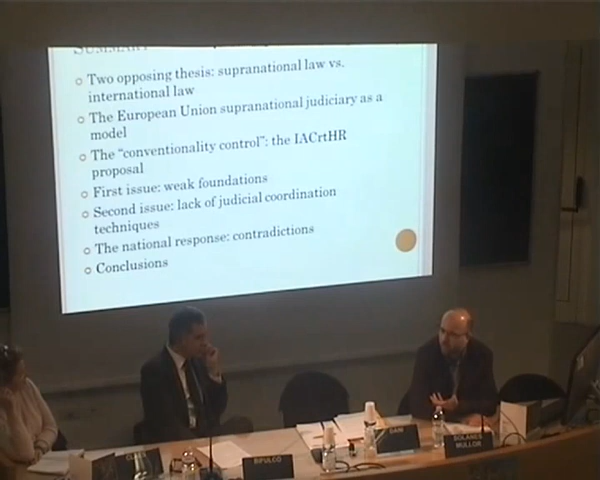 SUMMARY
Two opposing thesis: supranational law vs.
international law
The European Union supranational judiciary as a
model
The "conventionality control": the IACrtHR
proposal
First issue: weak foundations
Second issue: lack of judicial coordination
techniques
The national response: contradictions
Conclusions
BIFULCO
SOLANES
MULLOR